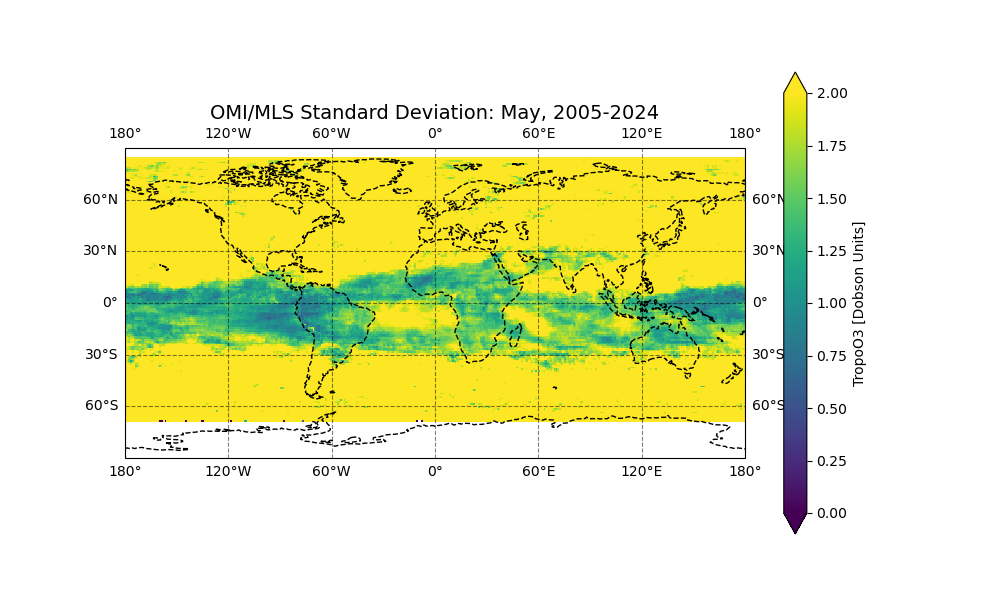 OMI/MLS Standard Deviation: May, 2005-2024
180° 120°W 60°W 0° 60°E 120°E 180°
60°N 60°N
30°N 30°N
0° 0°
30°S 30°S
60°S 60°S
180° 120°W 60°W 0° 60°E 120°E 180°
2.00
1.75
1.50
1.25
1.00
0.75
0.50
0.25
0.00
TropoO3 [Dobson Units]